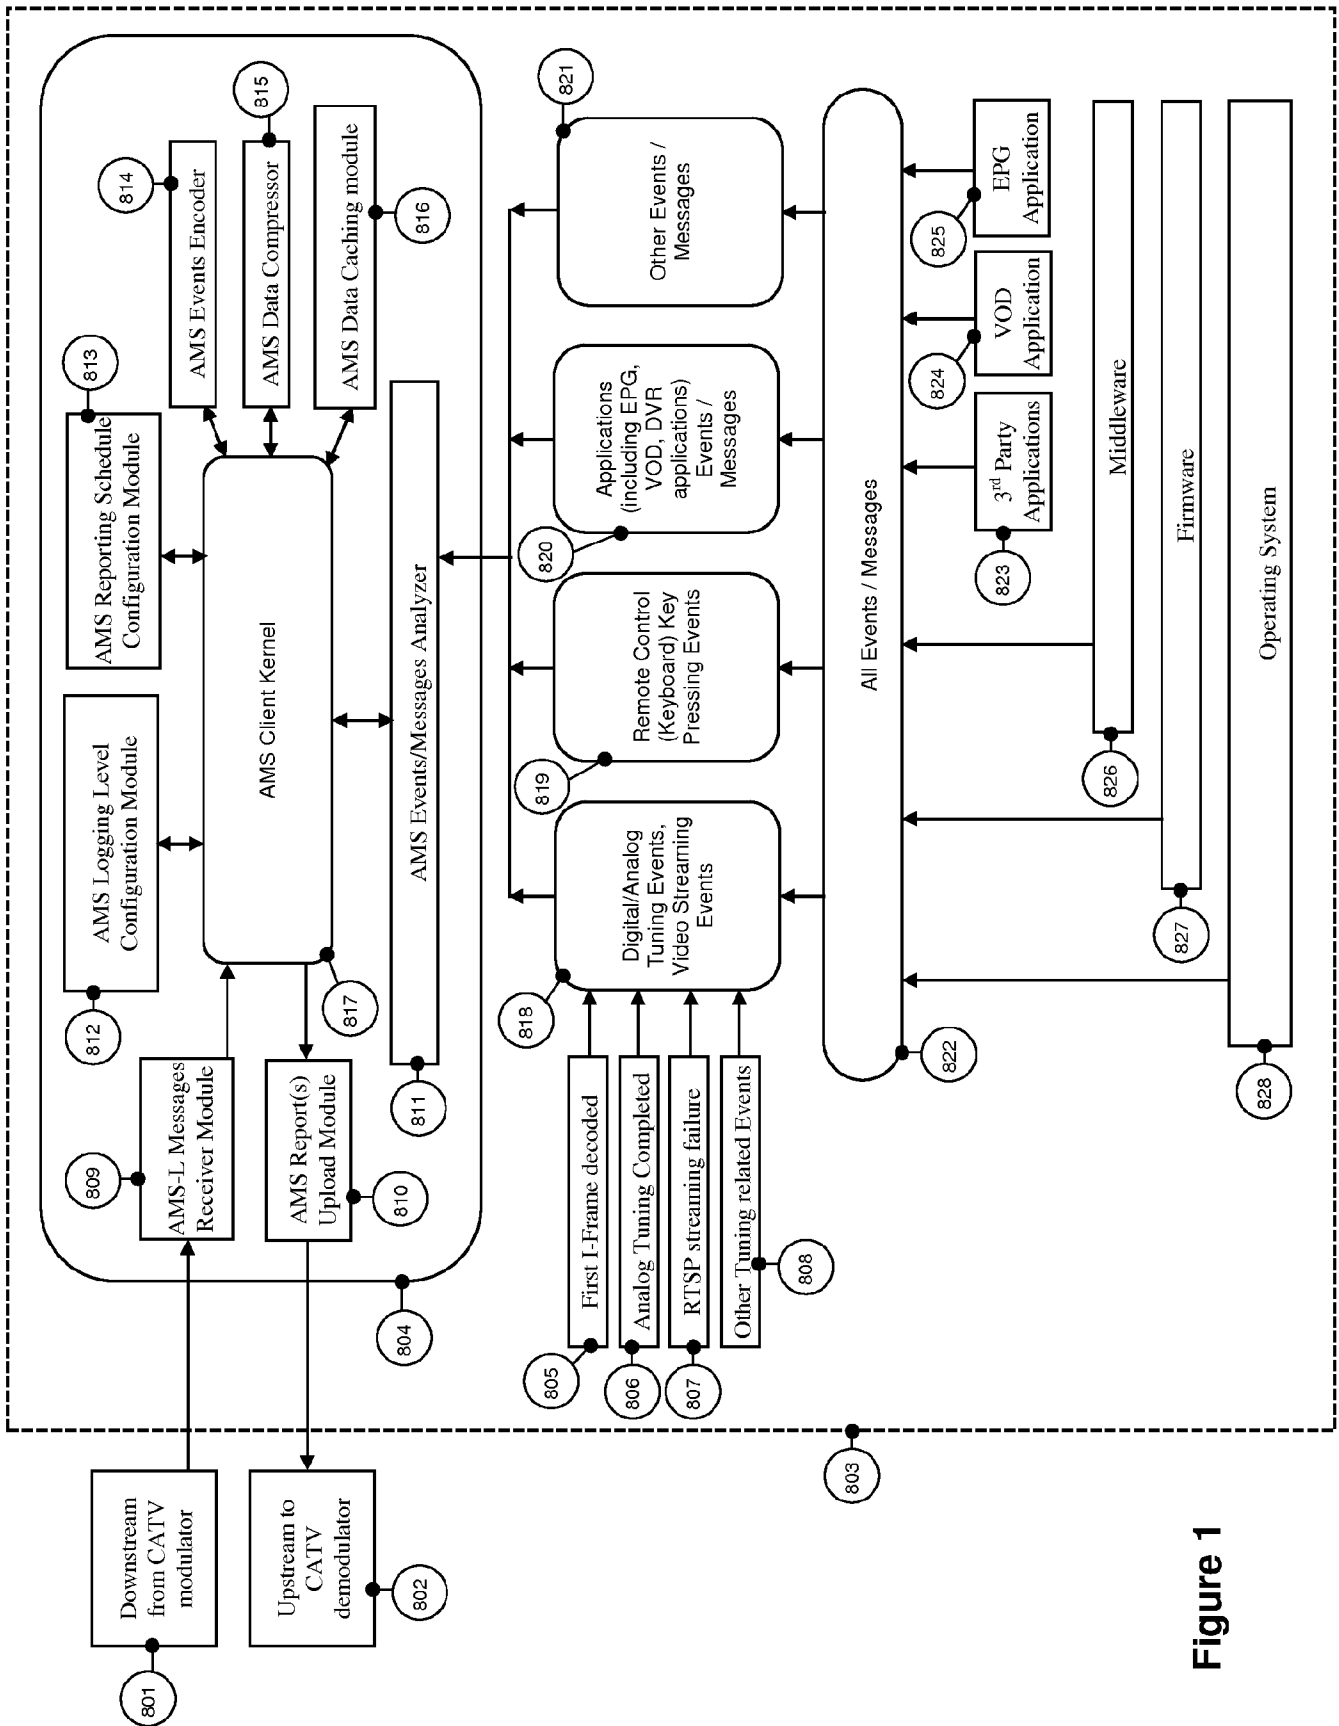 801
Downstream
from CATV
modulator
802
Upstream to
CATV
demodulator
803
804
809
AMS-L Messages
Receiver Module
810
AMS Report(s)
Upload Module
812
AMS Logging Level
Configuration Module
813
AMS Reporting Schedule
Configuration Module
814
AMS Events Encoder
815
AMS Data Compressor
816
AMS Data Caching module
817
AMS Client Kernel
811
AMS Events/Messages Analyzer
805
First I-Frame decoded
806
Analog Tuning Completed
807
RTSP streaming failure
808
Other Tuning related Events
818
Digital/Analog
Tuning Events,
Video Streaming
Events
819
Remote Control
(Keyboard) Key
Pressing Events
820
Applications
(including EPG,
VOD, DVR
applications)
Events /
Messages
821
Other Events /
Messages
822
All Events / Messages
823
3rd Party
Applications
824
VOD
Application
825
EPG
Application
826
Middleware
827
Firmware
828
Operating System
Figure 1